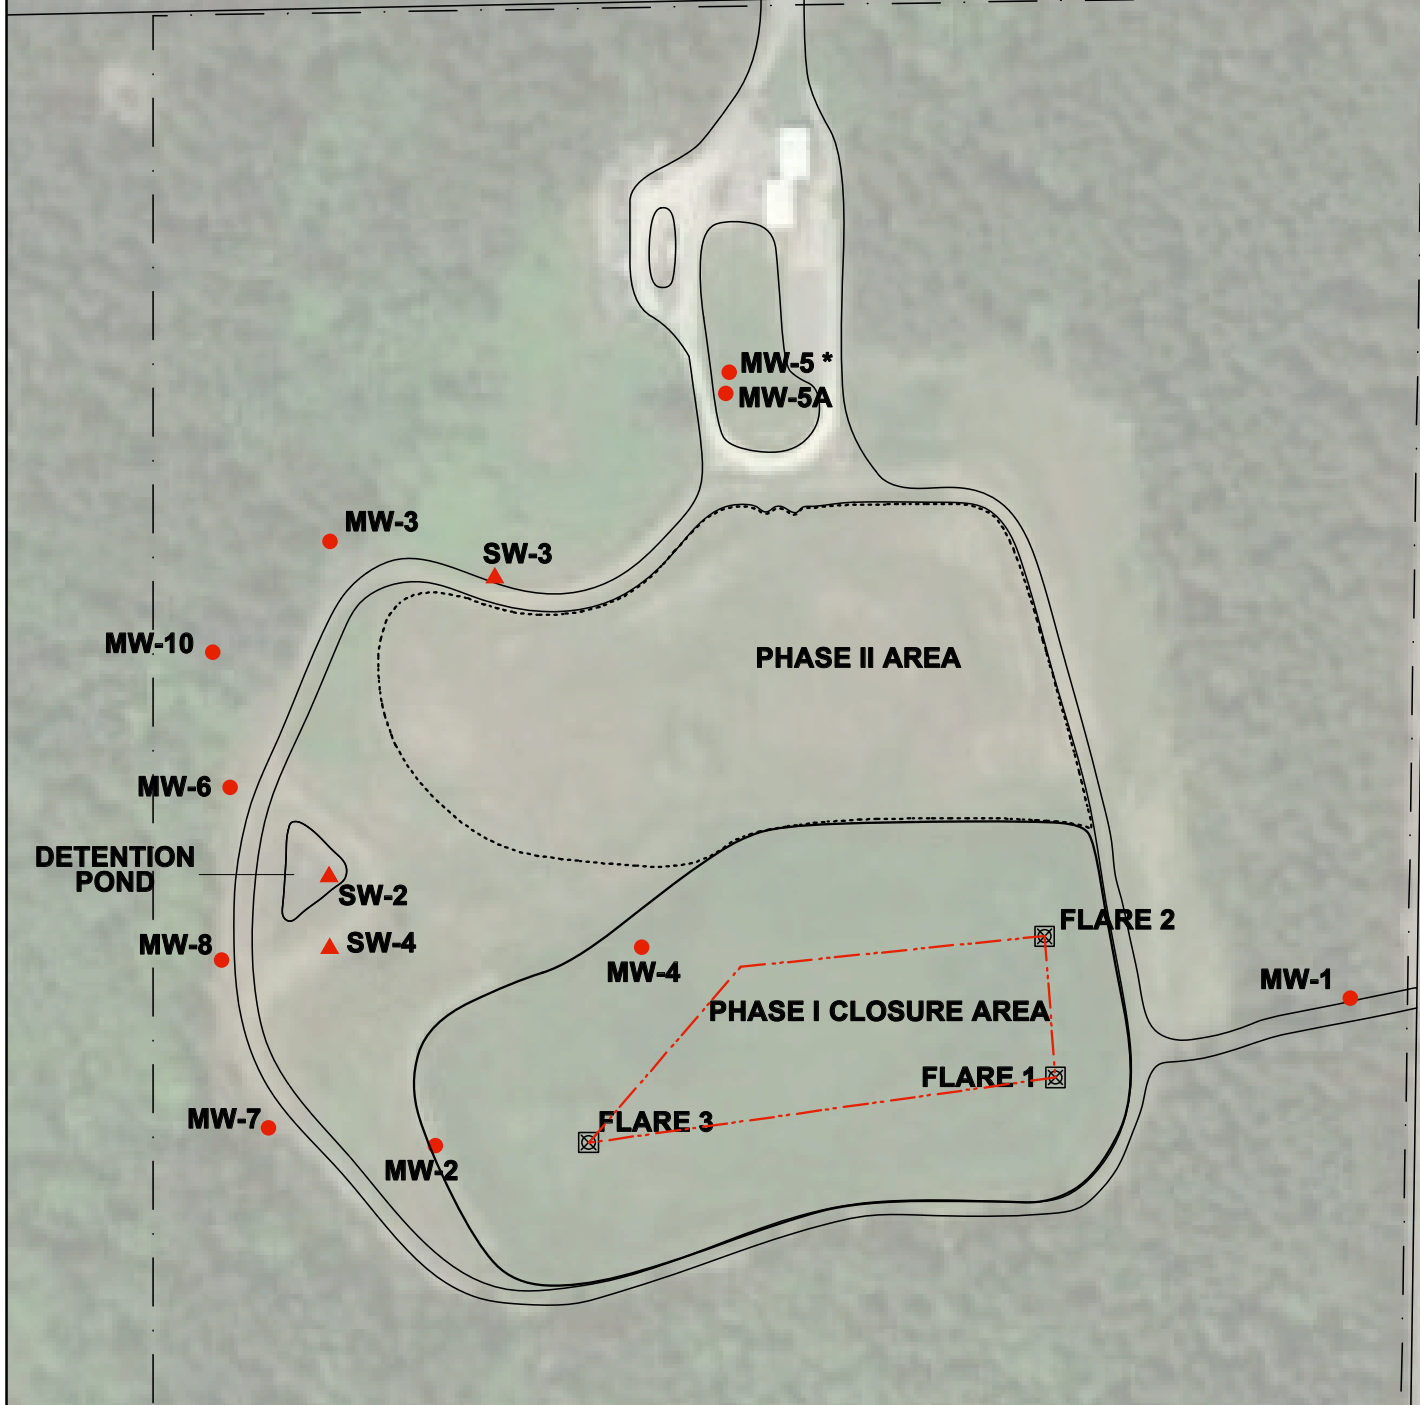 MW-5 *
MW-5A
MW-3
SW-3
MW-10
PHASE II AREA
MW-6
DETENTION
POND
SW-2
MW-8
SW-4
FLARE 2
MW-4
MW-1
PHASE I CLOSURE AREA
FLARE 1
MW-7
FLARE 3
MW-2